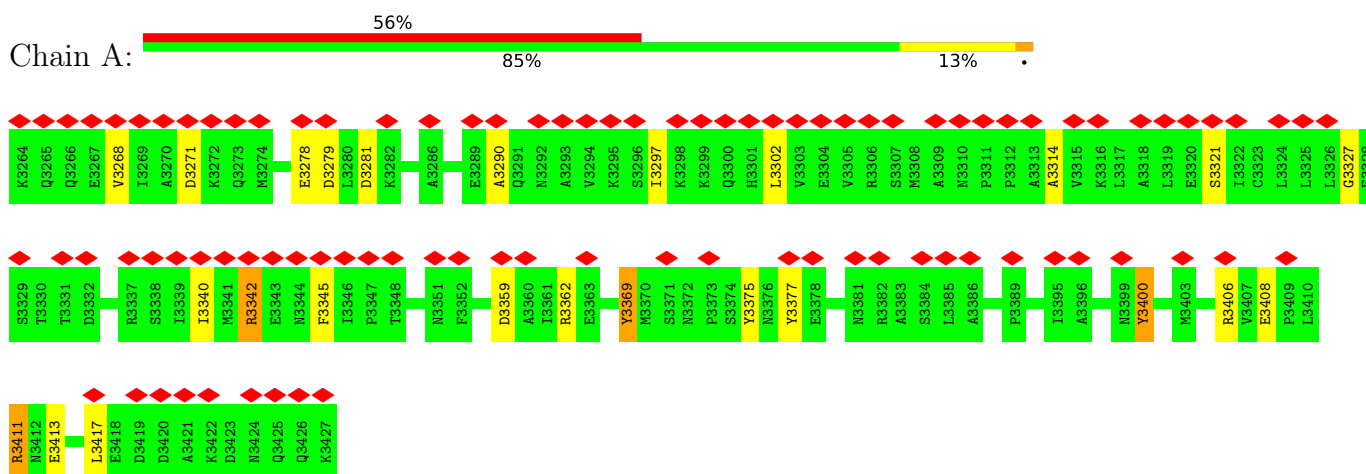 56%
Chain A:
85% 13% •
K3264 Q3265 Q3266 E3267 V3268 I3269 A3270 D3271 K3272 Q3273 M3274 E3278 D3279 L3280 D3281 K3282 A3286 E3289 A3290 Q3291 N3292 A3293 V3294 K3295 S3296 I3297 K3298 K3299 Q3300 H3301 L3302 V3303 E3304 V3305 R3306 S3307 M3308 A3309 N3310 P3311 P3312 A3313 A3314 V3315 K3316 L3317 A3318 L3319 E3320 S3321 I3322 C3323 L3324 L3325 L3326 G3327
S3329 T3330 T3331 D3332 R3337 S3338 I3339 I3340 M3341 R3342 E3343 N3344 F3345 I3346 P3347 T3348 N3351 F3352 D3359 A3360 I3361 R3362 E3363 Y3369 M3370 S3371 N3372 P3373 S3374 Y3375 N3376 Y3377 E3378 N3381 R3382 A3383 S3384 L3385 A3386 P3389 I3395 A3396 N3399 Y3400 M3403 R3406 V3407 E3408 P3409 L3410
R3411 N3412 E3413 L3417 E3418 D3419 D3420 A3421 K3422 D3423 N3424 Q3425 Q3426 K3427